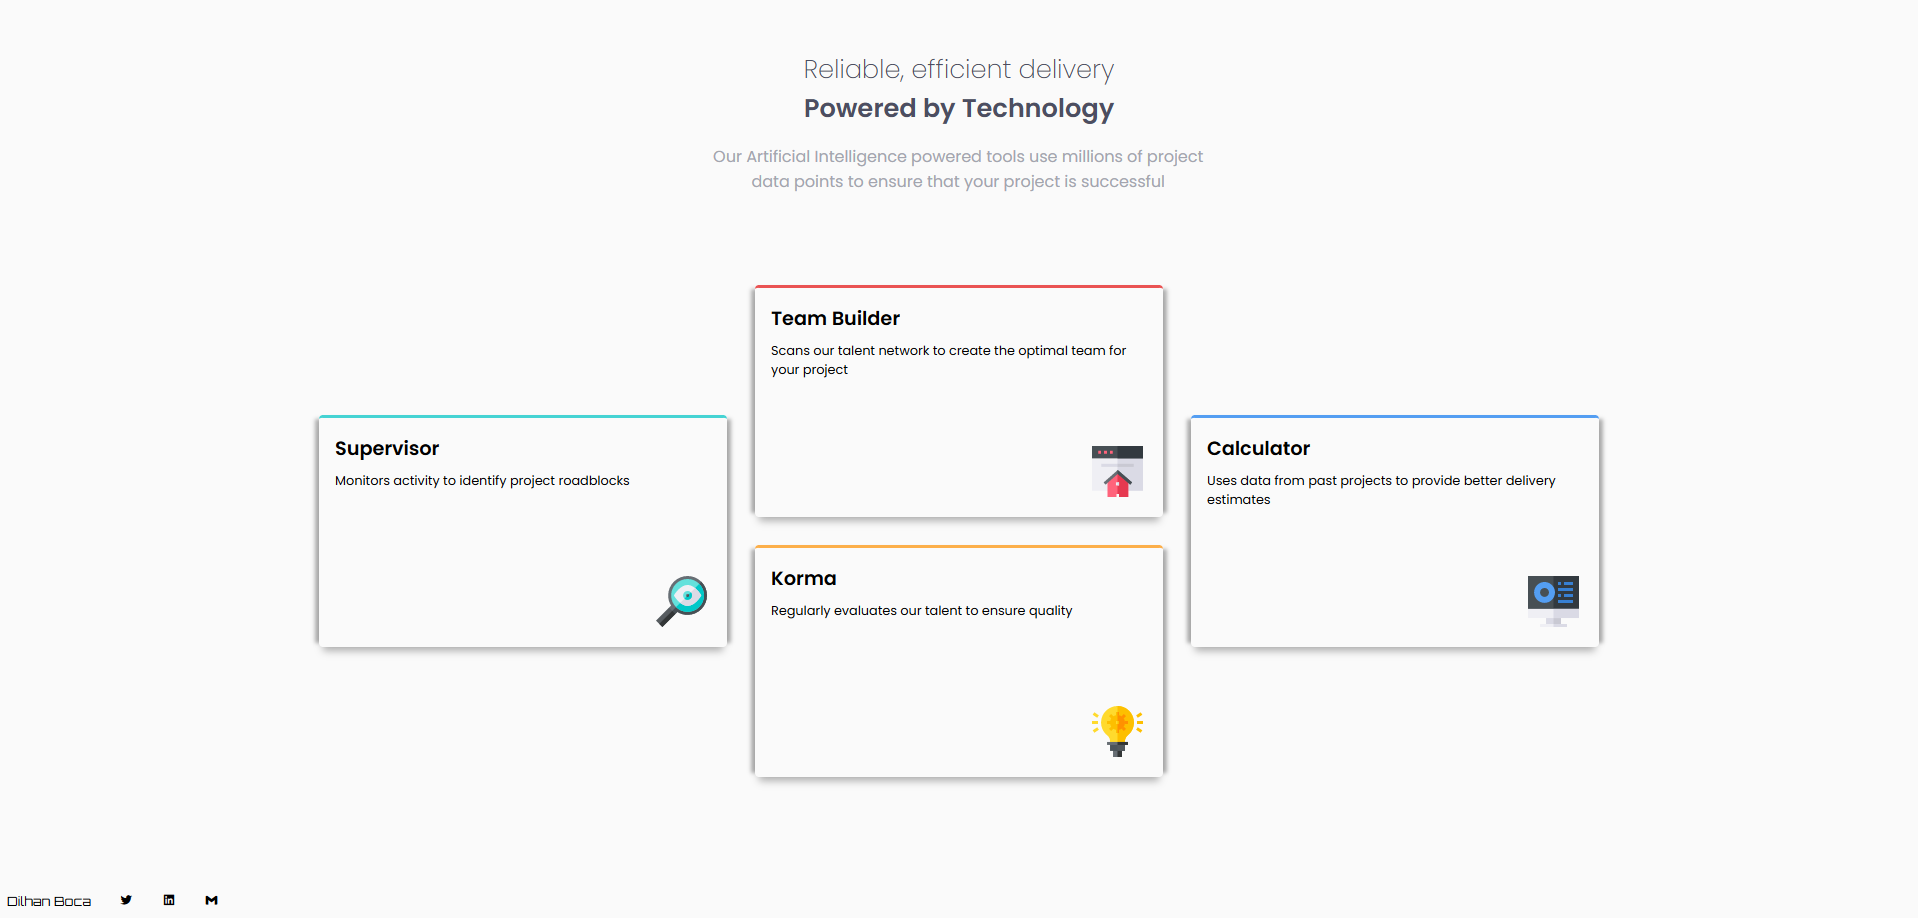 Reliable, efficient delivery
Powered by Technology
Our Artificial Intelligence powered tools use millions of project
data points to ensure that your project is successful
Team Builder
Scans our talent network to create the optimal team for
your project
Supervisor
Monitors activity to identify project roadblocks
Calculator
Uses data from past projects to provide better delivery
estimates
Korma
Regularly evaluates our talent to ensure quality
Dilhan Boca